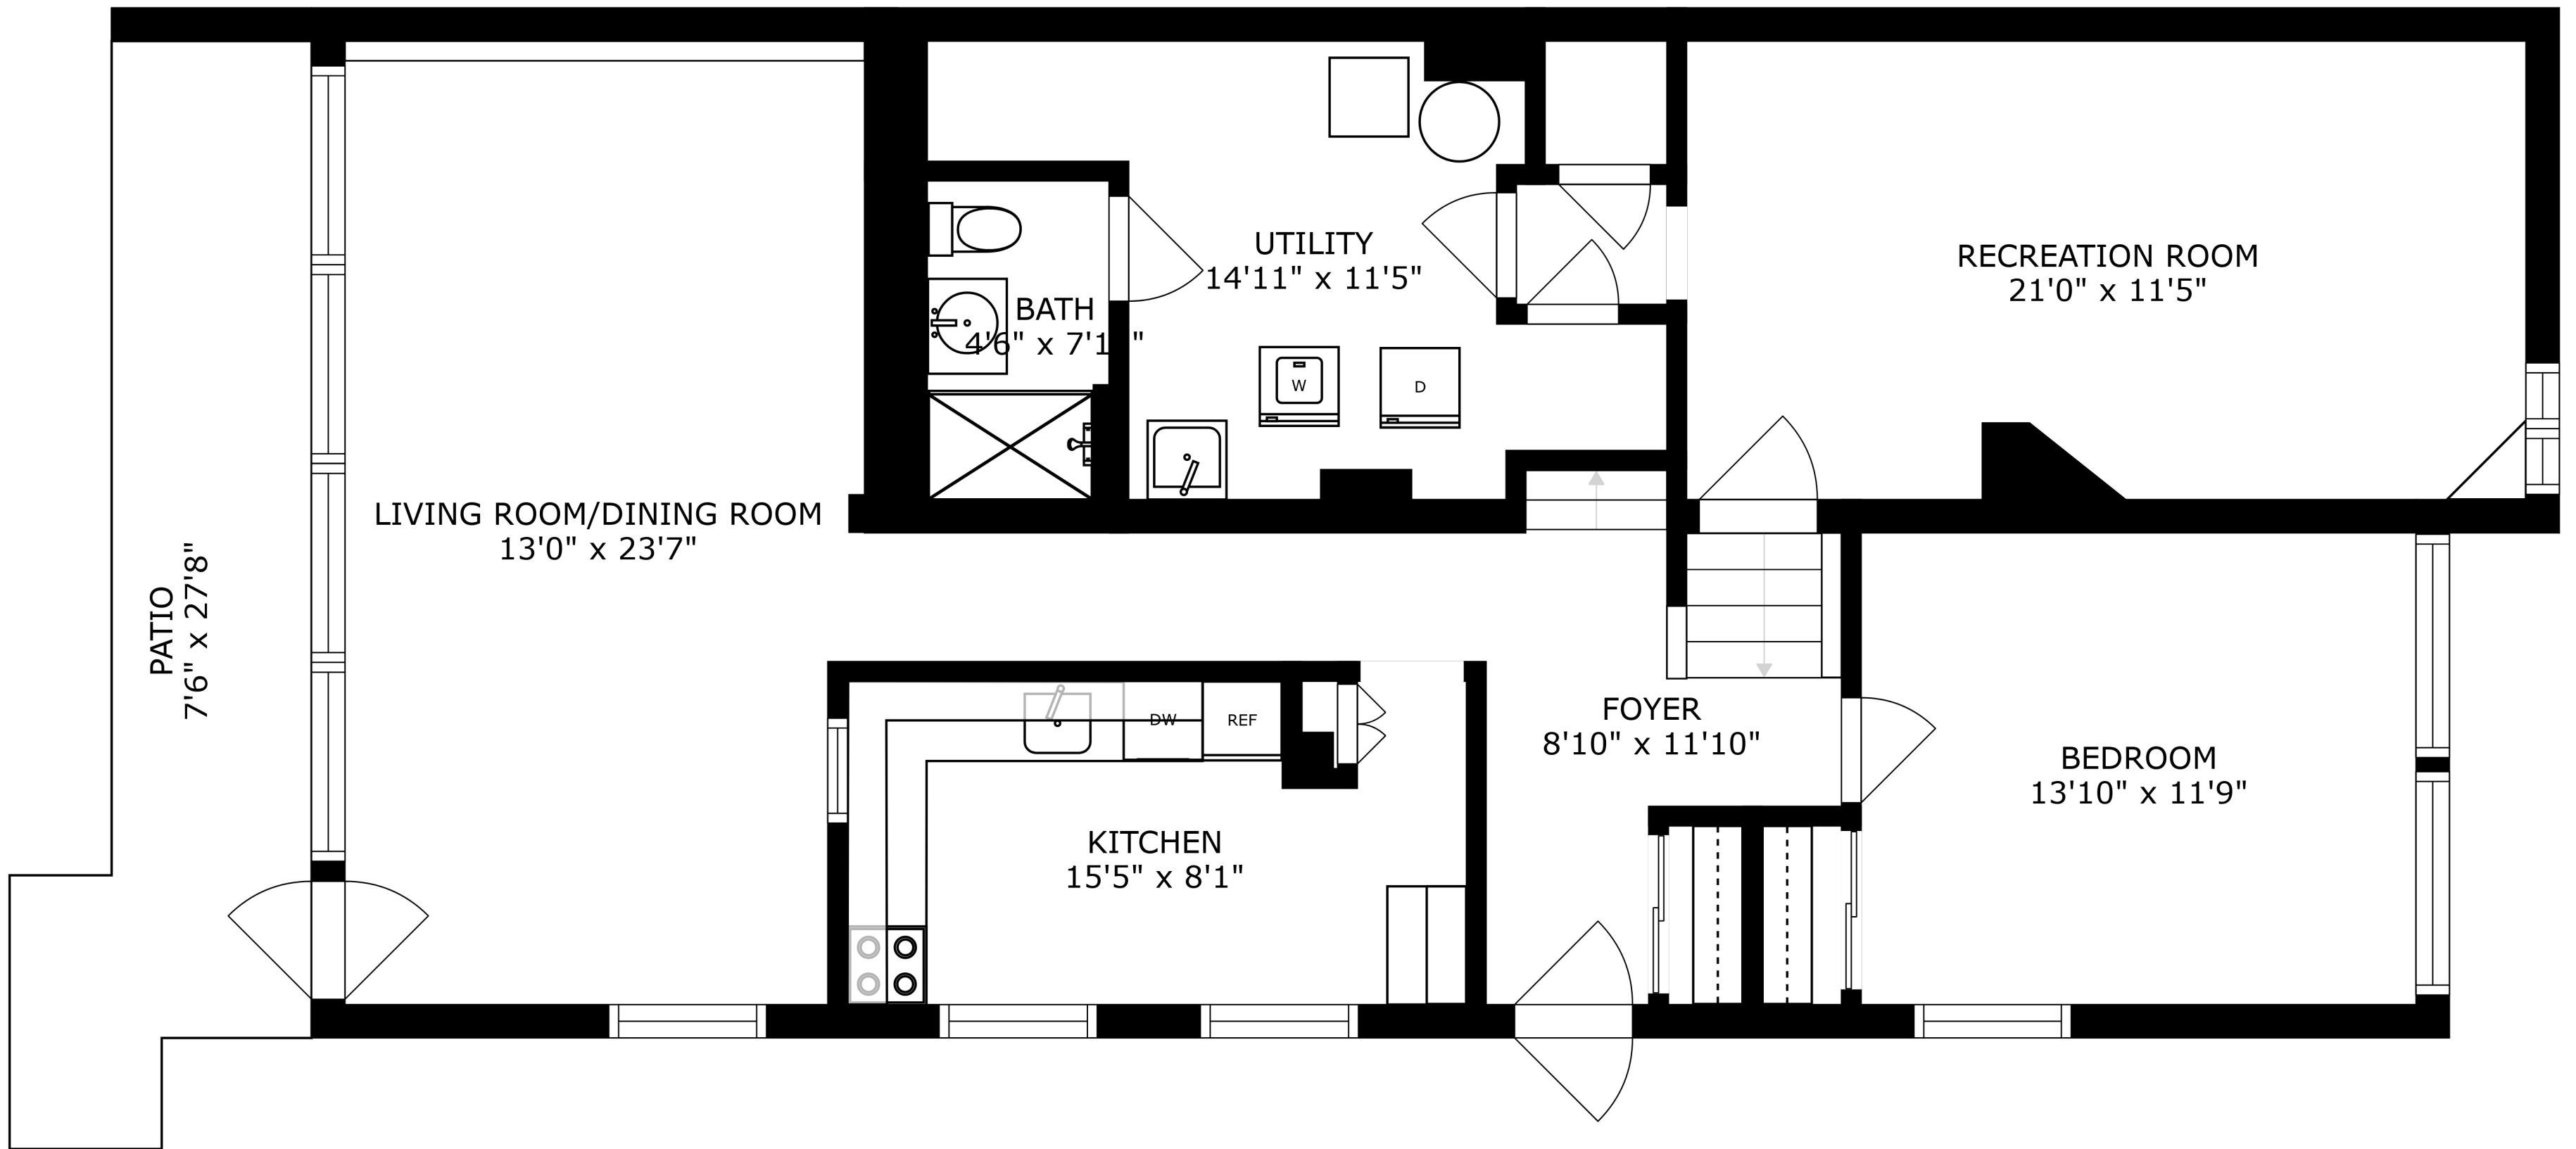 PATIO
7'6" x 27'8"
LIVING ROOM/DINING ROOM
13'0" x 23'7"
BATH
4'6" x
UTILITY
14'11" x 11'5"
W
D
RECREATION ROOM
21'0" x 11'5"
DW
REF
KITCHEN
15'5" x 8'1"
FOYER
8'10" x 11'10"
BEDROOM
13'10" x 11'9"